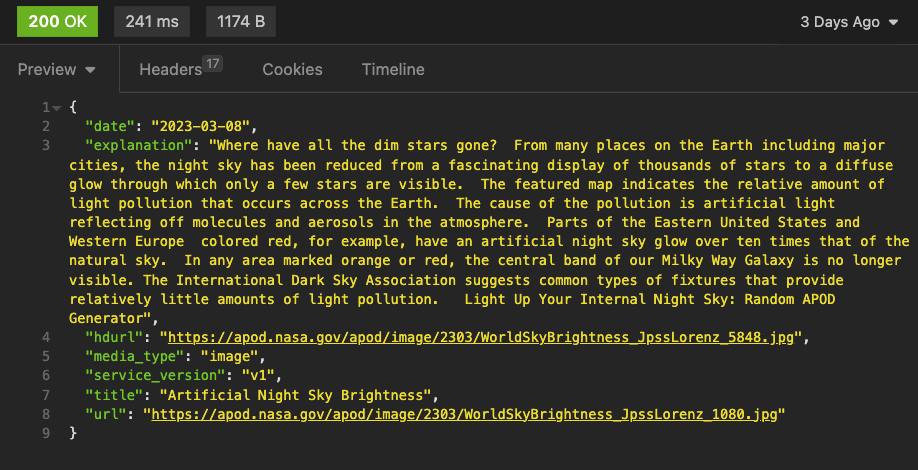 200 OK 241 ms 1174 B 3 Days Ago
Preview Headers 17 Cookies Timeline
1 {
2 "date": "2023-03-08",
3 "explanation": "Where have all the dim stars gone?  From many places on the Earth including major
cities, the night sky has been reduced from a fascinating display of thousands of stars to a diffuse
glow through which only a few stars are visible.  The featured map indicates the relative amount of
light pollution that occurs across the Earth.  The cause of the pollution is artificial light
reflecting off molecules and aerosols in the atmosphere.  Parts of the Eastern United States and
Western Europe  colored red, for example, have an artificial night sky glow over ten times that of the
natural sky.  In any area marked orange or red, the central band of our Milky Way Galaxy is no longer
visible. The International Dark Sky Association suggests common types of fixtures that provide
relatively little amounts of light pollution.   Light Up Your Internal Night Sky: Random APOD
Generator",
4 "hdurl": "https://apod.nasa.gov/apod/image/2303/WorldSkyBrightness_JpssLorenz_5848.jpg",
5 "media_type": "image",
6 "service_version": "v1",
7 "title": "Artificial Night Sky Brightness",
8 "url": "https://apod.nasa.gov/apod/image/2303/WorldSkyBrightness_JpssLorenz_1080.jpg"
9 }